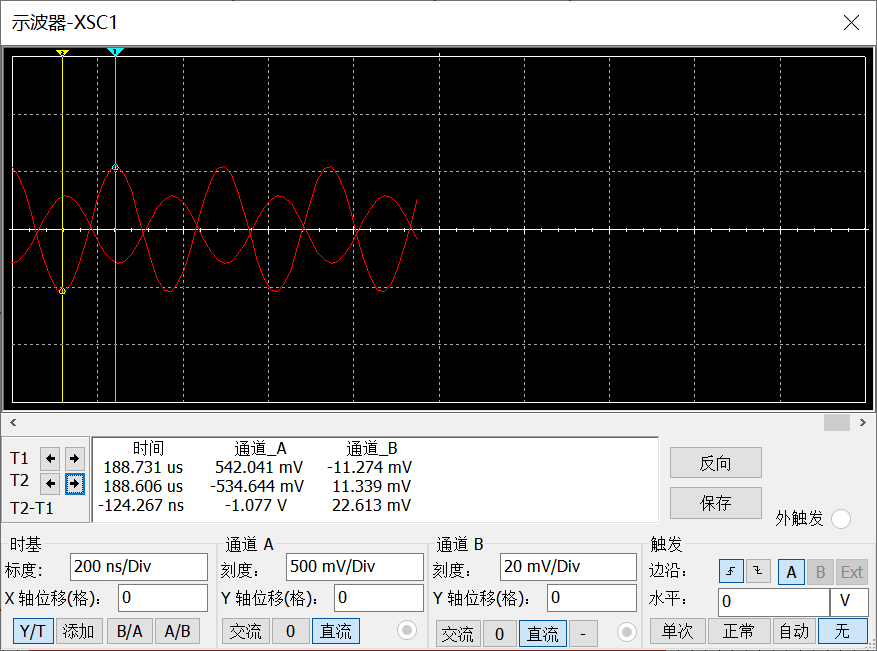 示波器-XSC1
2 1
时间 通道_A 通道_B
T1 188.731 us 542.041 mV -11.274 mV
T2 188.606 us -534.644 mV 11.339 mV
T2-T1 -124.267 ns -1.077 V 22.613 mV
反向
保存
外触发
时基 通道 A 通道 B 触发
标度: 200 ns/Div 刻度: 500 mV/Div 刻度: 20 mV/Div 边沿: A B Ext
X 轴位移(格): 0 Y 轴位移(格): 0 Y 轴位移(格): 0 水平: 0 V
Y/T 添加 B/A A/B 交流 0 直流 交流 0 直流 - 单次 正常 自动 无